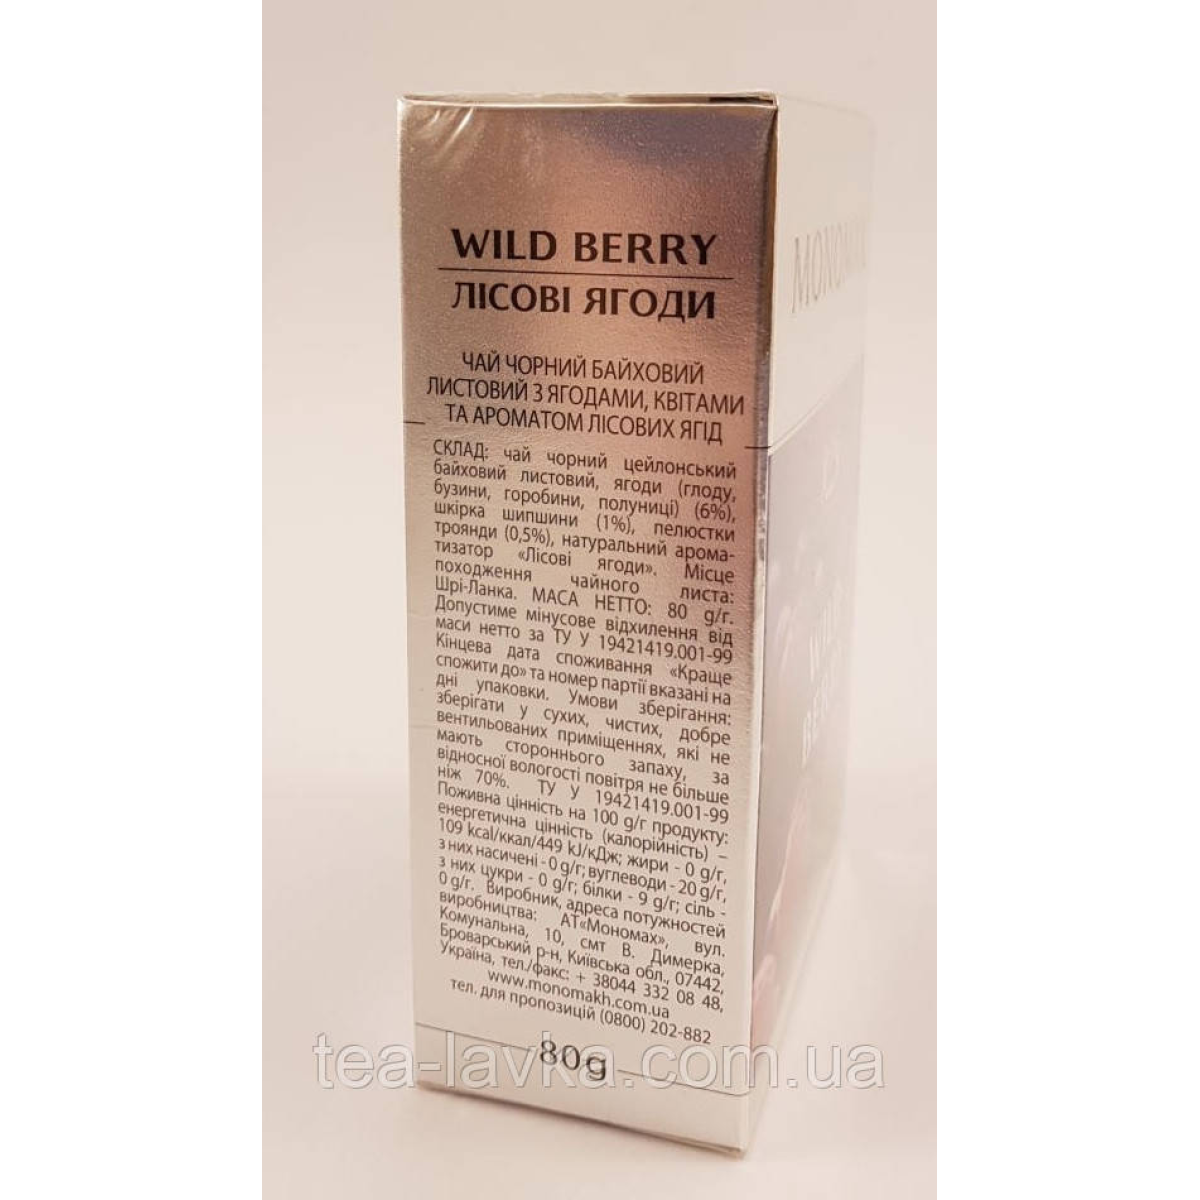 WILD BERRY
ЛІСОВІ ЯГОДИ
ЧАЙ ЧОРНИЙ БАЙХОВИЙ
ЛИСТОВИЙ З ЯГОДАМИ, КВІТАМИ
ТА АРОМАТОМ ЛІСОВИХ ЯГІД
СКЛАД: чай чорний цейлонський
байховий листовий, ягоди (глоду,
бузини, горобини, полуниці) (6%),
шкірка шипшини (1%), пелюстки
троянди (0,5%), натуральний арома-
тизатор «Лісові ягоди». Місце
походження чайного листа:
Шрі-Ланка. МАСА НЕТТО: 80 g/г.
Допустиме мінусове відхилення від
маси нетто за ТУ У 19421419.001-99
Кінцева дата споживання «Краще
спожити до» та номер партії вказані на
дні упаковки. Умови зберігання:
зберігати у сухих, чистих, добре
вентильованих приміщеннях, які не
мають стороннього запаху, за
відносної вологості повітря не більше
ніж 70%. ТУ У 19421419.001-99
Поживна цінність на 100 g/г продукту:
енергетична цінність (калорійність) –
109 kcal/ккал/449 kJ/кДж; жири - 0 g/г,
з них насичені - 0 g/г; вуглеводи - 20 g/г,
з них цукри - 0 g/г; білки - 9 g/г; сіль -
0 g/г. Виробник, адреса потужностей
виробництва: АТ«Мономах», вул.
Комунальна, 10, смт В. Димерка,
Броварський р-н, Київська обл., 07442,
Україна, тел./факс: + 38044 332 08 48,
www.monomakh.com.ua
тел. для пропозицій (0800) 202-882
80g
tea-lavka.com.ua